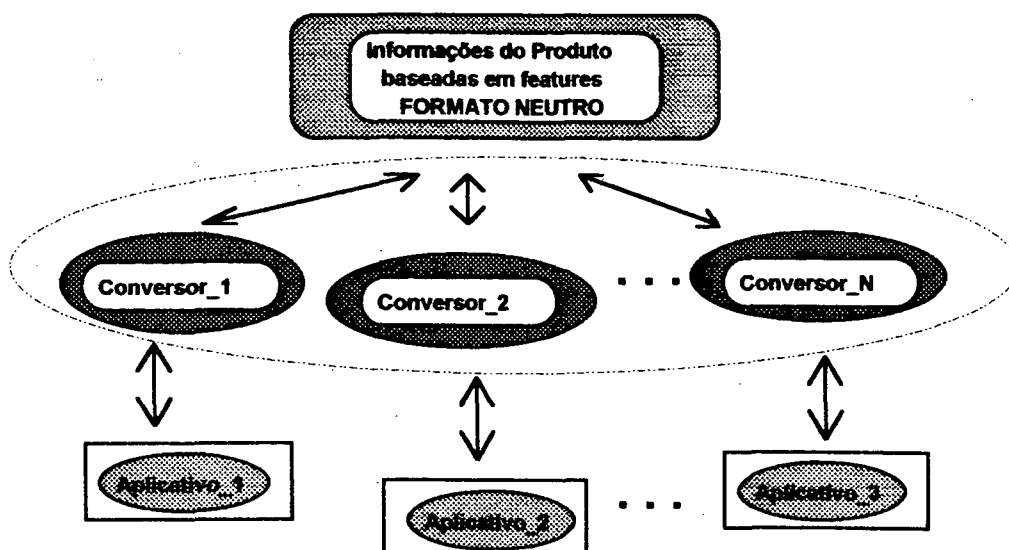 Informações do Produto
baseadas em features
FORMATO NEUTRO
Conversor_1
Conversor_2
. . .
Conversor_N
Aplicativo_1
Aplicativo_2
. . .
Aplicativo_3